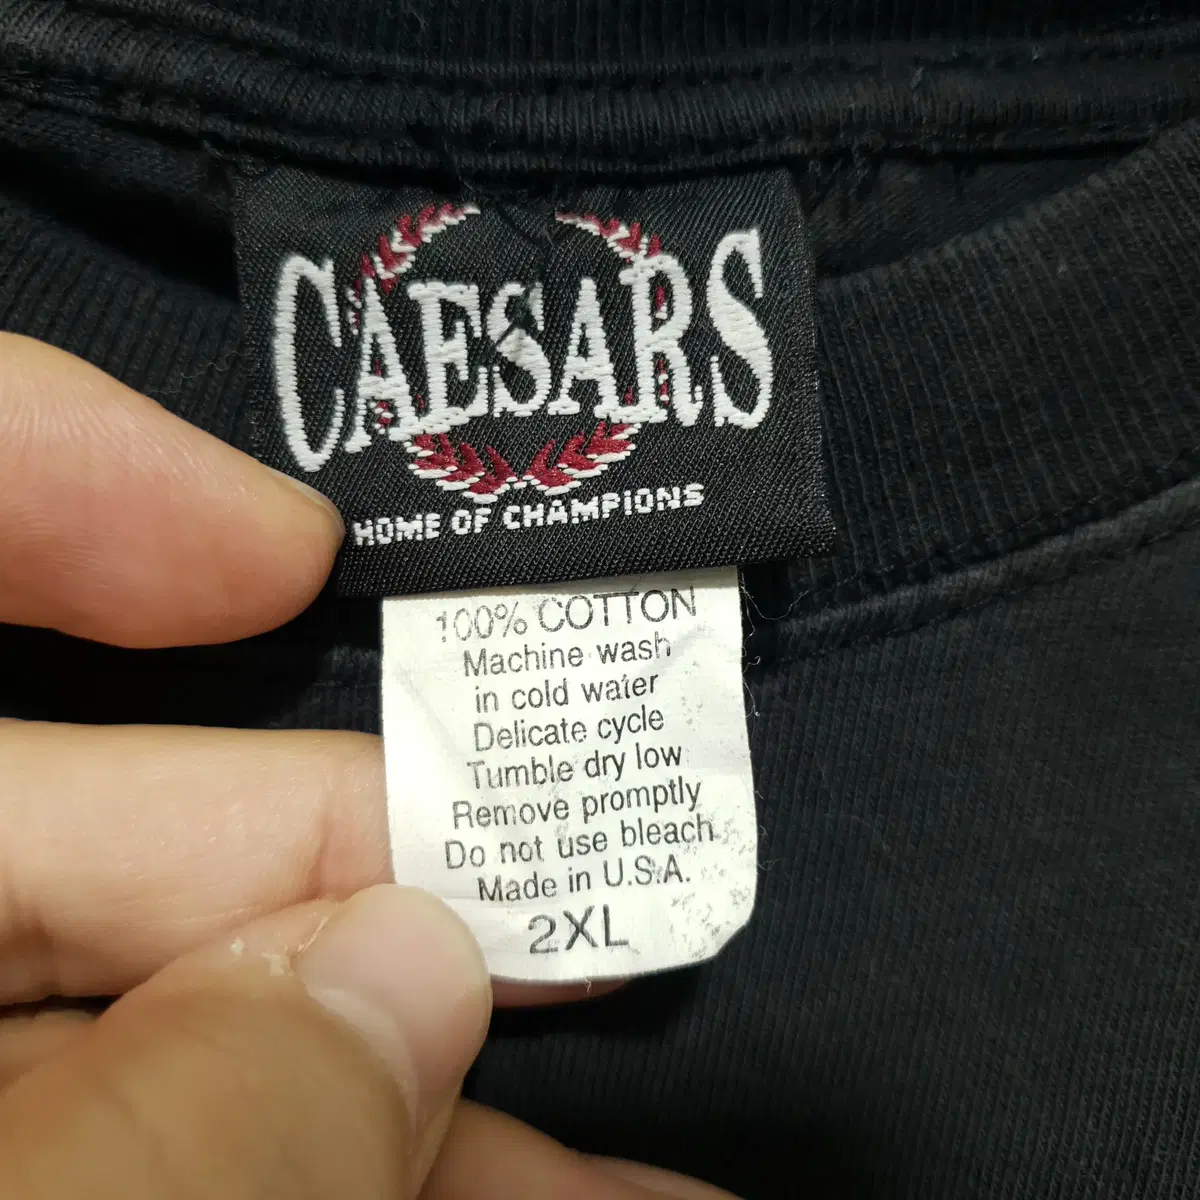 CAESARS
HOME OF CHAMPIONS
100% COTTON
Machine wash
in cold water
Delicate cycle
Tumble dry low
Remove promptly
Do not use bleach.
Made in U.S.A.
2XL